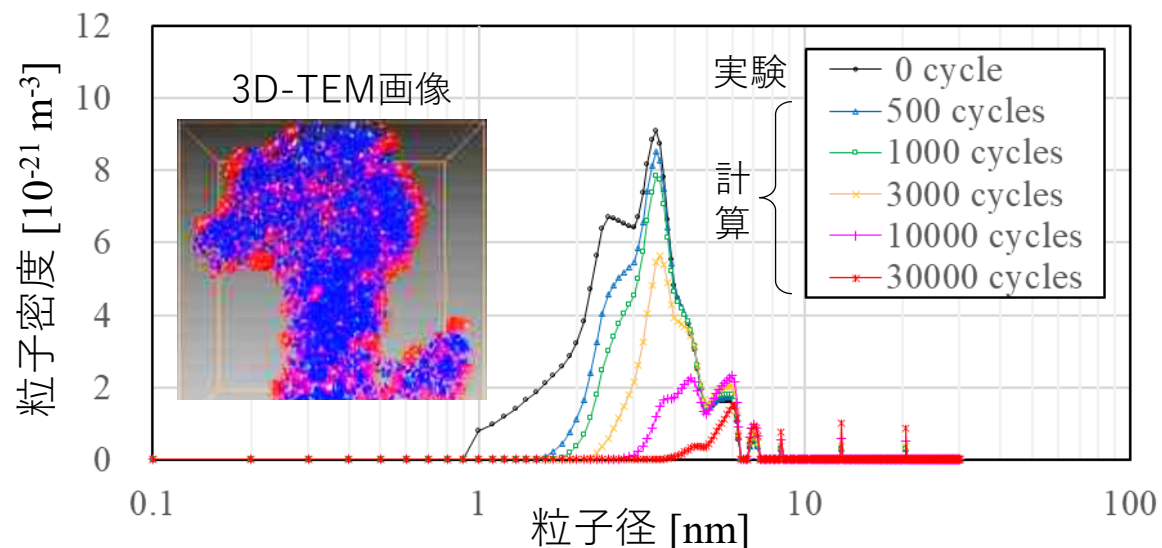 12
10
8
6
4
2
0
粒子密度 [10⁻²¹ m⁻³]
3D-TEM画像
実験
計算
0 cycle
500 cycles
1000 cycles
3000 cycles
10000 cycles
30000 cycles
0.1
1
10
100
粒子径 [nm]